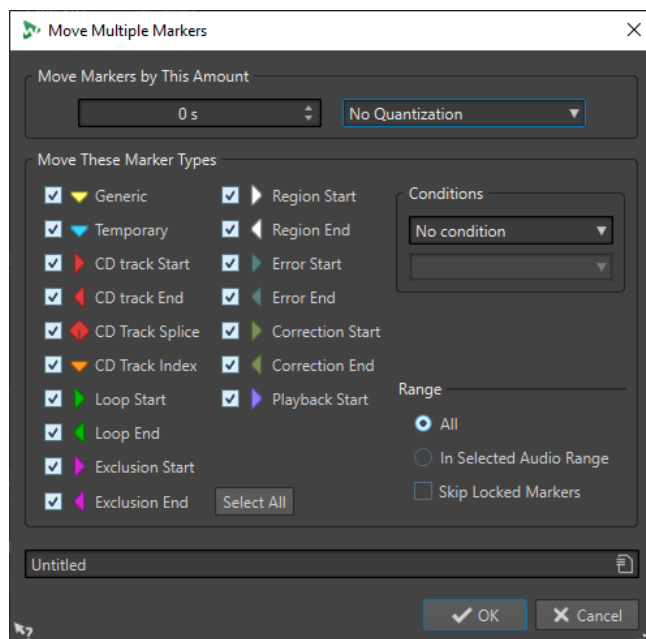 Move Multiple Markers
Move Markers by This Amount
0 s
No Quantization
Move These Marker Types
Generic
Temporary
CD track Start
CD track End
CD Track Splice
CD Track Index
Loop Start
Loop End
Exclusion Start
Exclusion End
Region Start
Region End
Error Start
Error End
Correction Start
Correction End
Playback Start
Select All
Conditions
No condition
Range
All
In Selected Audio Range
Skip Locked Markers
Untitled
OK
Cancel